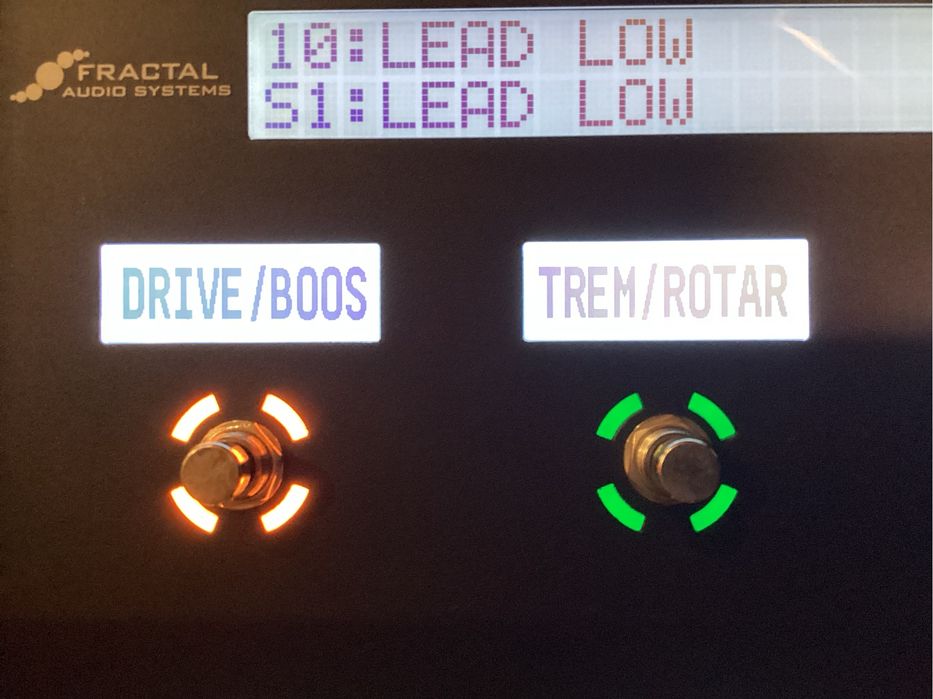 FRACTAL
AUDIO SYSTEMS
10:LEAD LOW
S1:LEAD LOW
DRIVE/BOOS
TREM/ROTAR